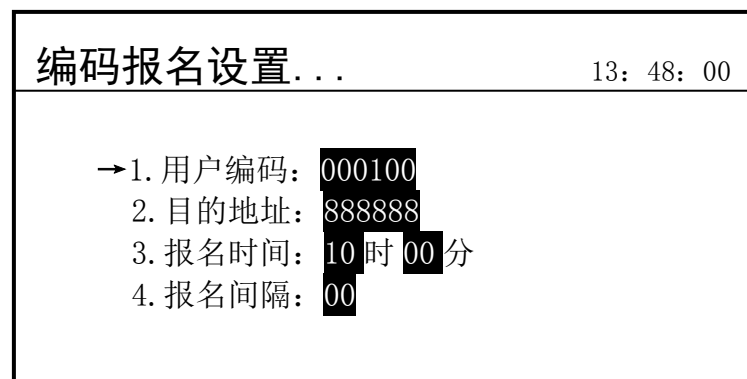 编码报名设置... 13: 48: 00
→1.用户编码：000100
2.目的地址：888888
3.报名时间：10时00分
4.报名间隔：00